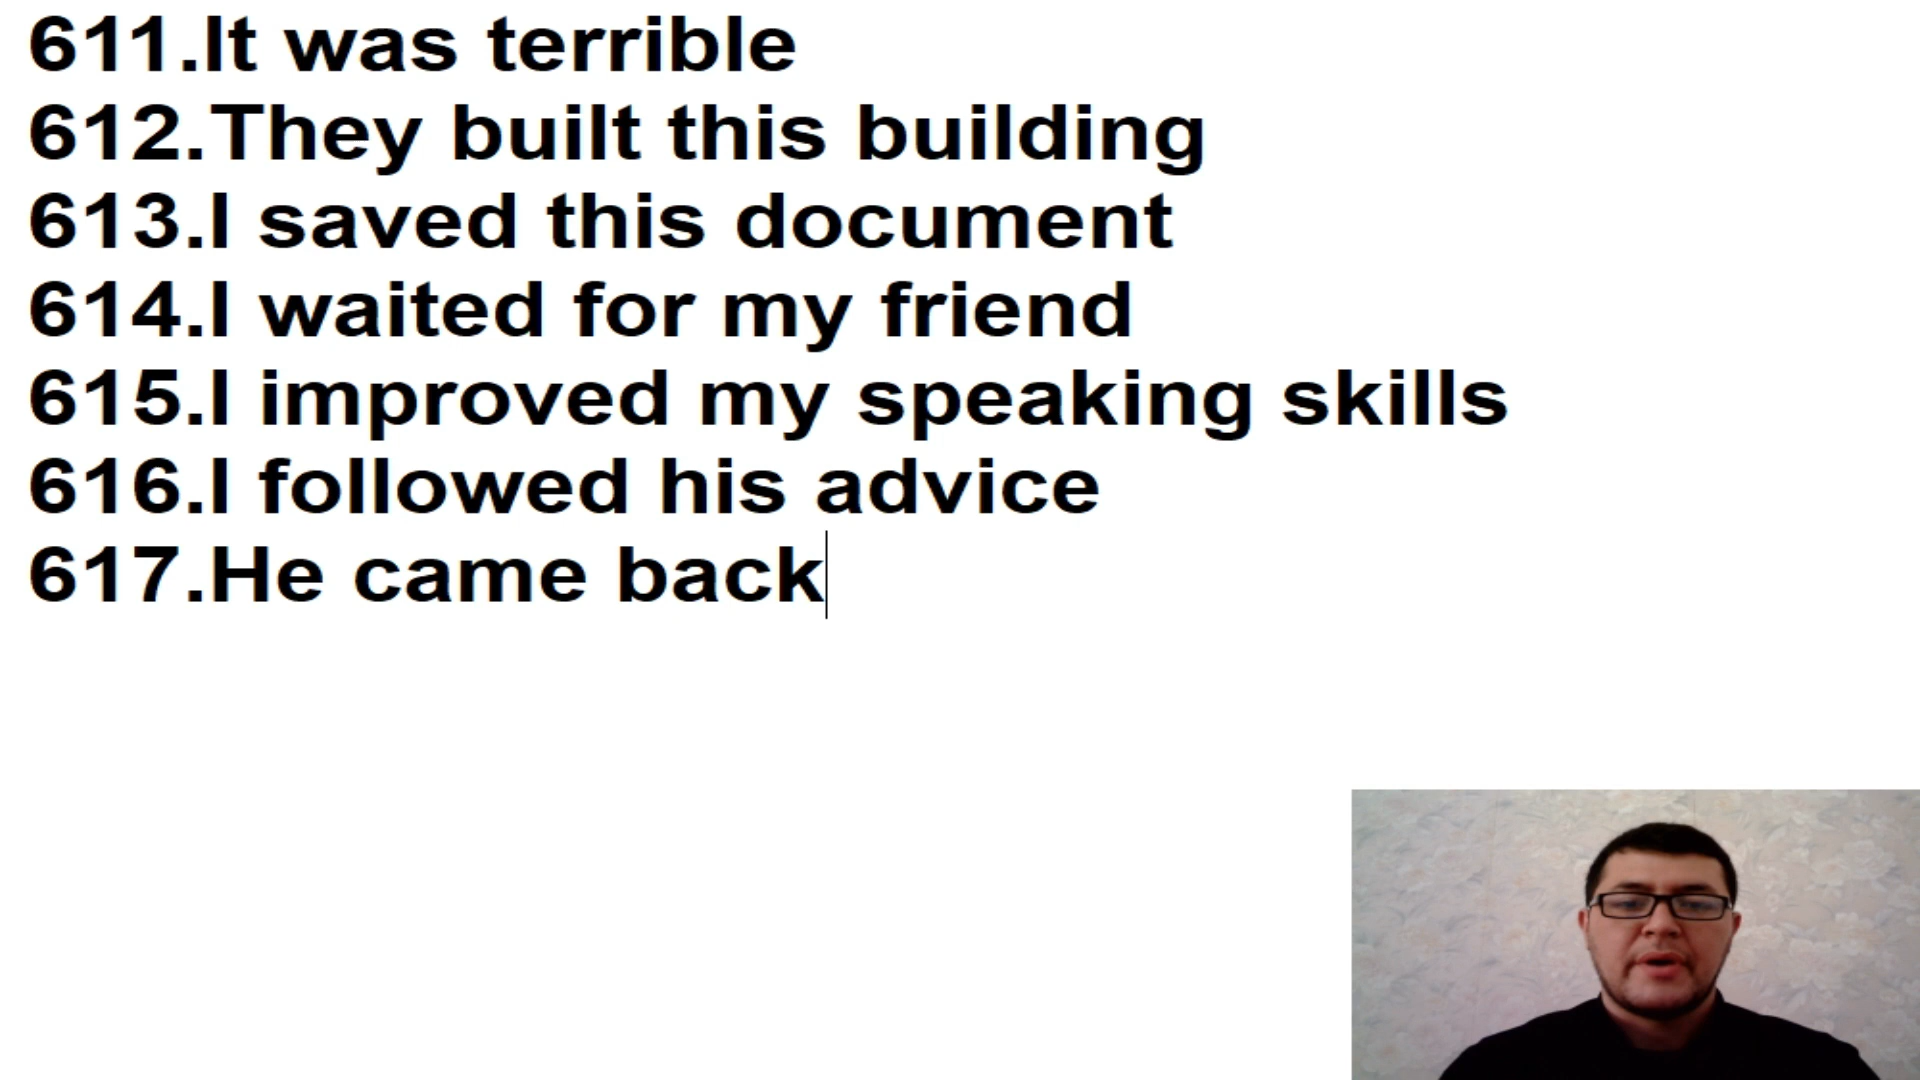 611.It was terrible
612.They built this building
613.I saved this document
614.I waited for my friend
615.I improved my speaking skills
616.I followed his advice
617.He came back